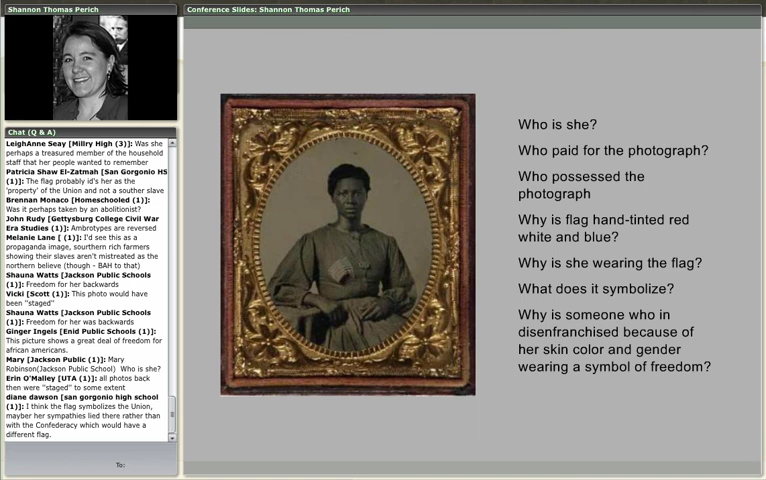 Shannon Thomas Perich
Chat (Q & A)
LeighAnne Seay [Millry High (3)]: Was she
perhaps a treasured member of the household
staff that her people wanted to remember
Patricia Shaw El-Zatmah [San Gorgonio HS
(1)]: The flag probably id's her as the
'property' of the Union and not a souther slave
Brennan Monaco [Homeschooled (1)]:
Was it perhaps taken by an abolitionist?
John Rudy [Gettysburg College Civil War
Era Studies (1)]: Ambrotypes are reversed
Melanie Lane [ (1)]: I'd see this as a
propaganda image, sourthern rich farmers
showing their slaves aren't mistreated as the
northern believe (though - BAH to that)
Shauna Watts [Jackson Public Schools
(1)]: Freedom for her backwards
Vicki [Scott (1)]: This photo would have
been "staged"
Shauna Watts [Jackson Public Schools
(1)]: Freedom for her was backwards
Ginger Ingels [Enid Public Schools (1)]:
This picture shows a great deal of freedom for
african americans.
Mary [Jackson Public (1)]: Mary
Robinson(Jackson Public School) Who is she?
Erin O'Malley [UTA (1)]: all photos back
then were "staged" to some extent
diane dawson [san gorgonio high school
(1)]: I think the flag symbolizes the Union,
mayber her sympathies lied there rather than
with the Confederacy which would have a
different flag.
To:
Conference Slides: Shannon Thomas Perich
Who is she?
Who paid for the photograph?
Who possessed the
photograph
Why is flag hand-tinted red
white and blue?
Why is she wearing the flag?
What does it symbolize?
Why is someone who in
disenfranchised because of
her skin color and gender
wearing a symbol of freedom?